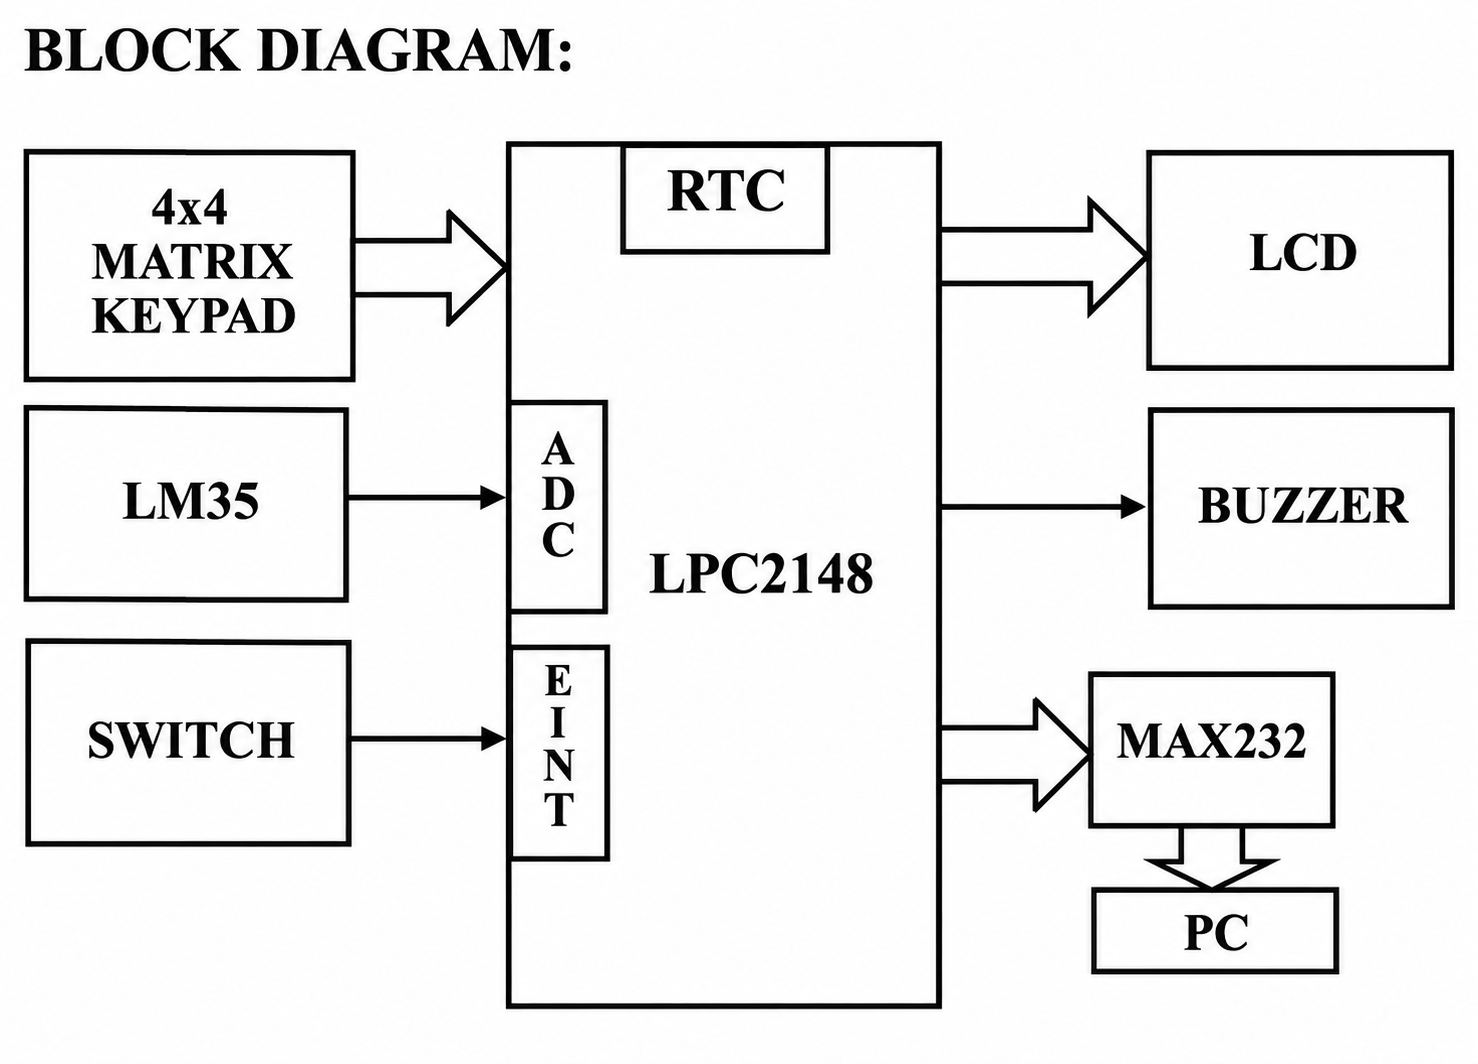 BLOCK DIAGRAM:
4x4
MATRIX
KEYPAD
RTC
LCD
LM35
A
D
C
LPC2148
BUZZER
SWITCH
E
I
N
T
MAX232
PC